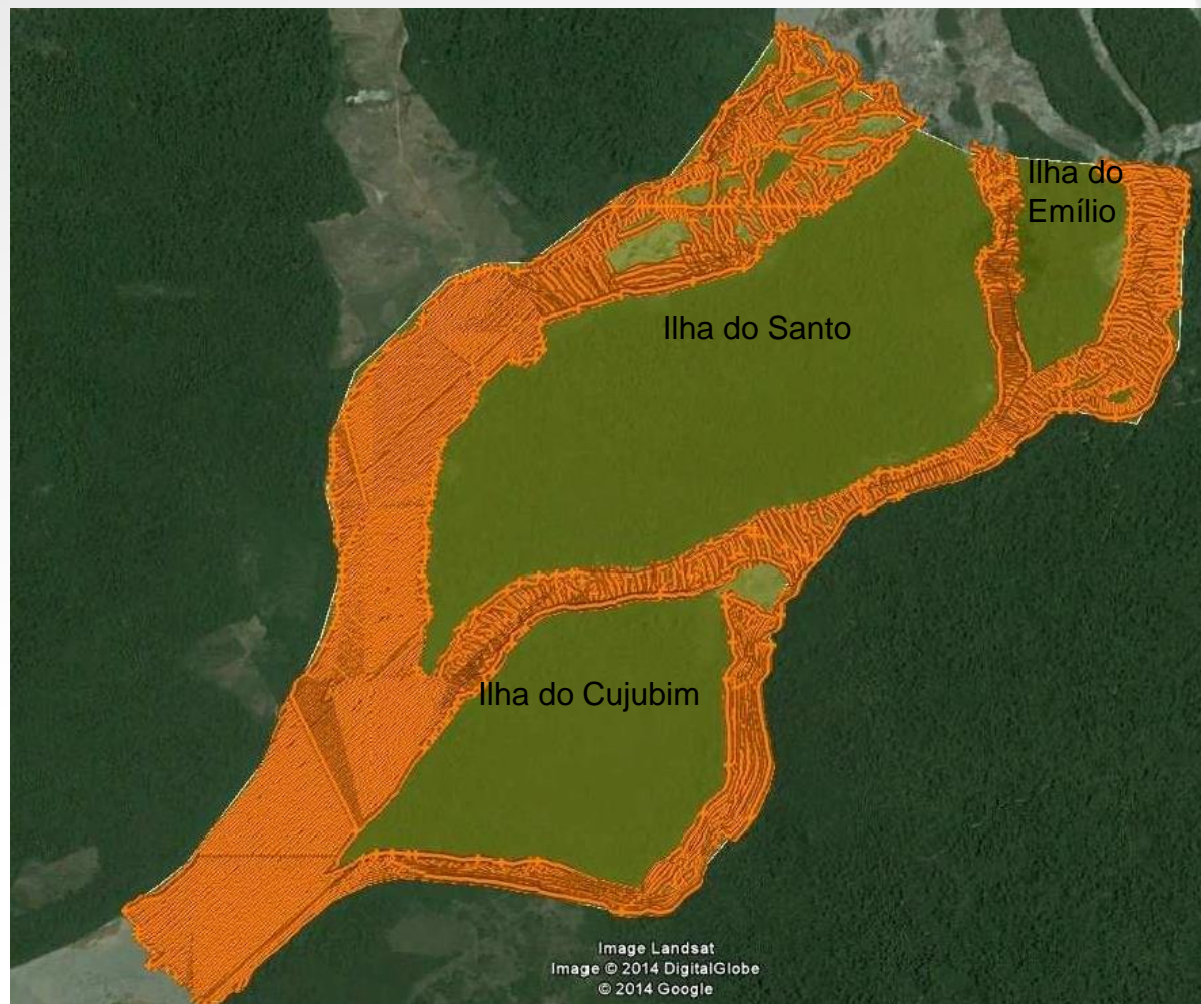 Ilha do
Emílio
Ilha do Santo
Ilha do Cujubim
Image Landsat
Image © 2014 DigitalGlobe
© 2014 Google